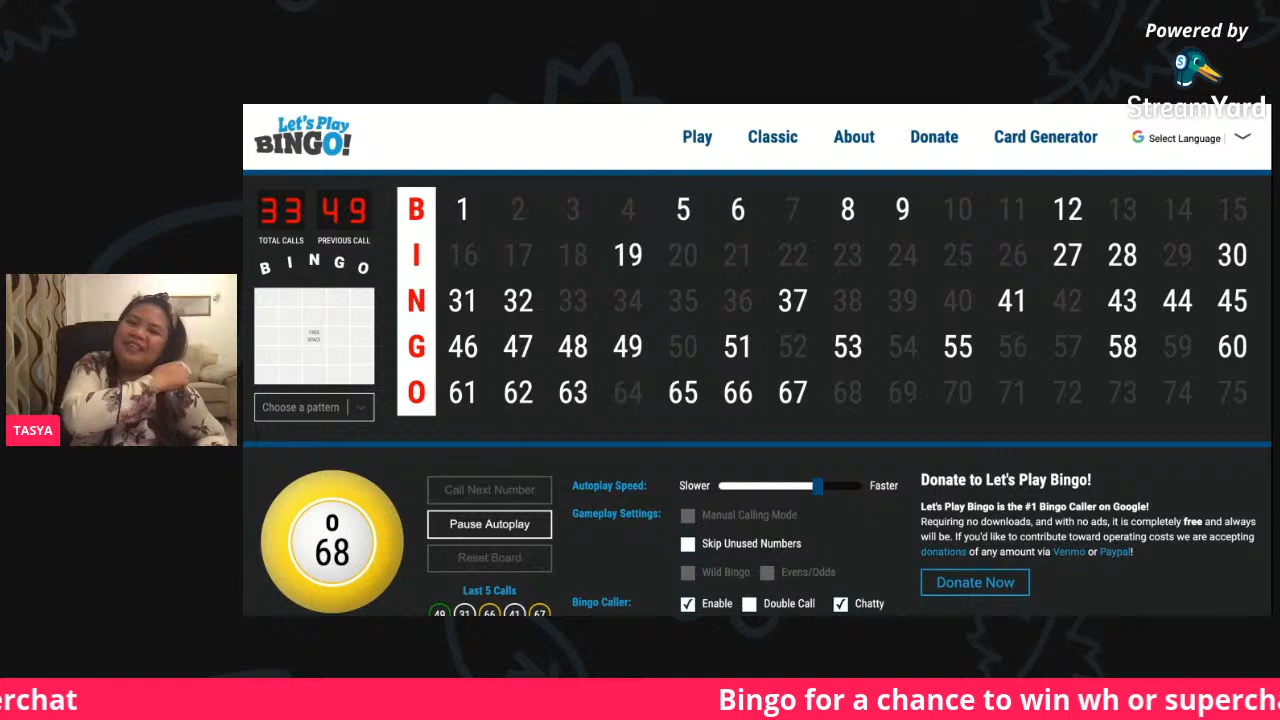 Powered by
StreamYard
Let's Play
BINGO!
Play Classic About Donate Card Generator
G Select Language
33 49
TOTAL CALLS PREVIOUS CALL
B I N G O
FREE
SPACE
Choose a pattern
B 1 2 3 4 5 6 7 8 9 10 11 12 13 14 15
I 16 17 18 19 20 21 22 23 24 25 26 27 28 29 30
N 31 32 33 34 35 36 37 38 39 40 41 42 43 44 45
G 46 47 48 49 50 51 52 53 54 55 56 57 58 59 60
O 61 62 63 64 65 66 67 68 69 70 71 72 73 74 75
TASYA
O
68
Call Next Number
Pause Autoplay
Reset Board
Last 5 Calls
49 31 66 41 67
Autoplay Speed: Slower Faster
Gameplay Settings: Manual Calling Mode
Skip Unused Numbers
Wild Bingo Evens/Odds
Bingo Caller: Enable Double Call Chatty
Donate to Let's Play Bingo!
Let's Play Bingo is the #1 Bingo Caller on Google!
Requiring no downloads, and with no ads, it is completely free and always
will be. If you'd like to contribute toward operating costs we are accepting
donations of any amount via Venmo or Paypal!
Donate Now
erchat Bingo for a chance to win wh or supercha